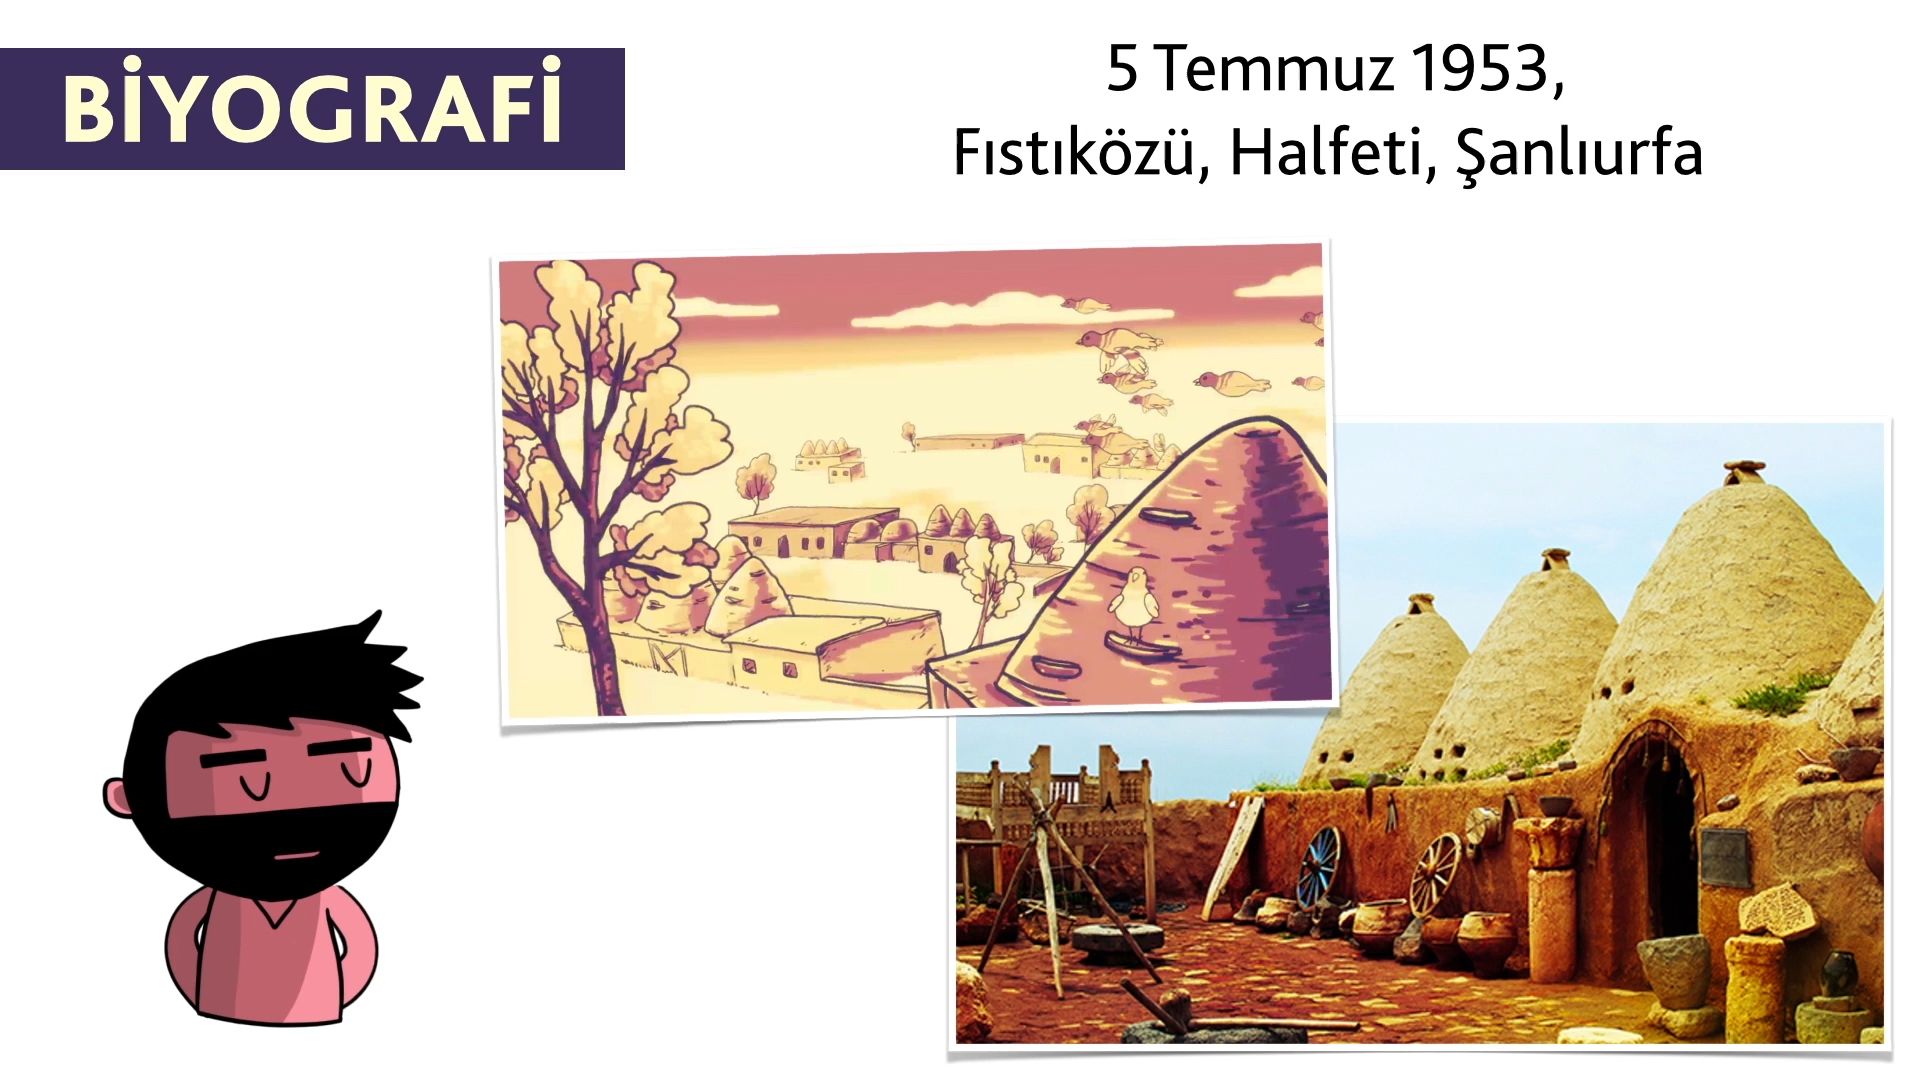 BİYOGRAFİ
5 Temmuz 1953,
Fıstıközü, Halfeti, Şanlıurfa